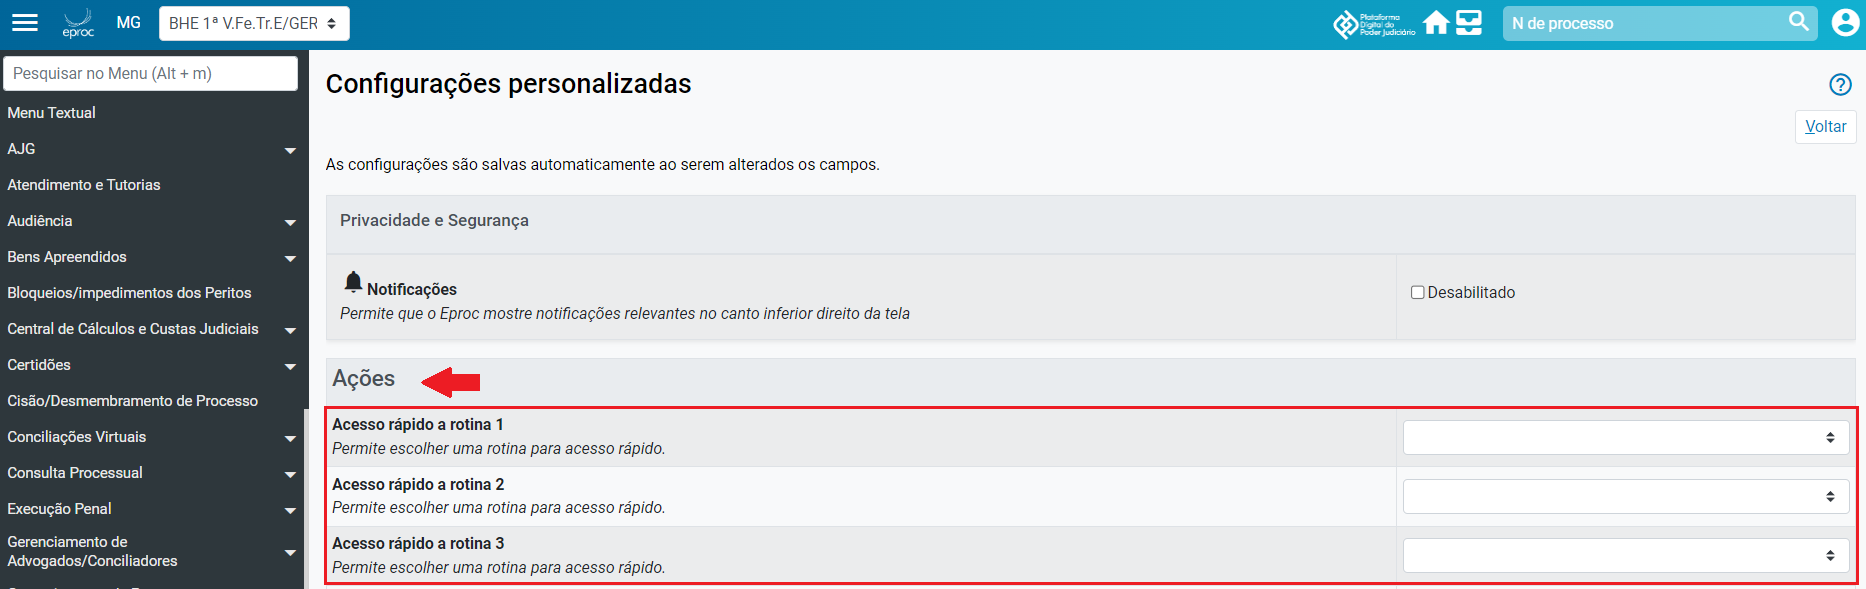 eproc
MG
BHE 1ª V.Fe.Tr.E/GER
Plataforma
Digital do
Poder Judiciário
N de processo
Pesquisar no Menu (Alt + m)
Menu Textual
AJG
Atendimento e Tutorias
Audiência
Bens Apreendidos
Bloqueios/impedimentos dos Peritos
Central de Cálculos e Custas Judiciais
Certidões
Cisão/Desmembramento de Processo
Conciliações Virtuais
Consulta Processual
Execução Penal
Gerenciamento de
Advogados/Conciliadores
Configurações personalizadas
Voltar
As configurações são salvas automaticamente ao serem alterados os campos.
Privacidade e Segurança
Notificações
Permite que o Eproc mostre notificações relevantes no canto inferior direito da tela
Desabilitado
Ações
Acesso rápido a rotina 1
Permite escolher uma rotina para acesso rápido.
Acesso rápido a rotina 2
Permite escolher uma rotina para acesso rápido.
Acesso rápido a rotina 3
Permite escolher uma rotina para acesso rápido.